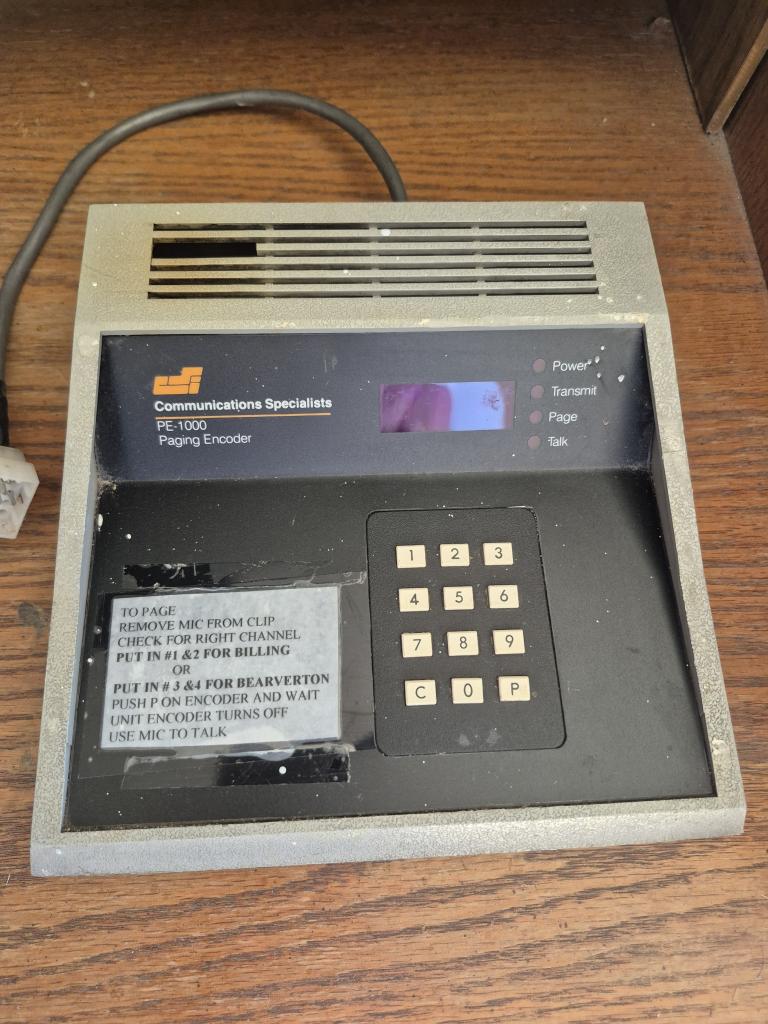 Communications Specialists
PE-1000
Paging Encoder
Power
Transmit
Page
Talk
1 2 3
4 5 6
7 8 9
C 0 P
TO PAGE
REMOVE MIC FROM CLIP
CHECK FOR RIGHT CHANNEL
PUT IN #1 &2 FOR BILLING
OR
PUT IN # 3 &4 FOR BEARVERTON
PUSH P ON ENCODER AND WAIT
UNIT ENCODER TURNS OFF
USE MIC TO TALK